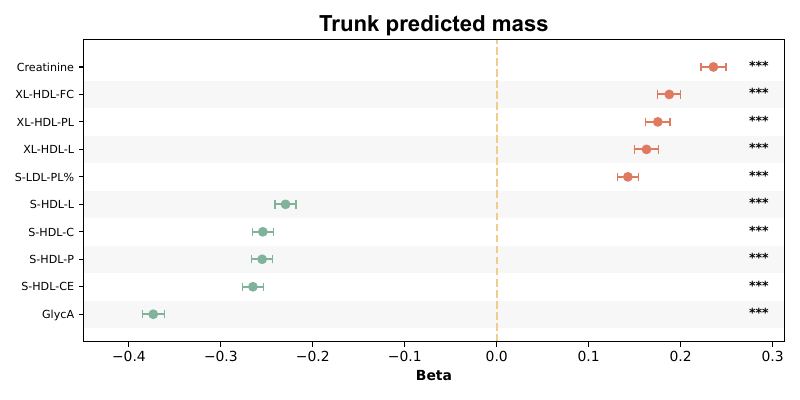 Trunk predicted mass
Creatinine ***
XL-HDL-FC ***
XL-HDL-PL ***
XL-HDL-L ***
S-LDL-PL% ***
S-HDL-L ***
S-HDL-C ***
S-HDL-P ***
S-HDL-CE ***
GlycA ***
−0.4 −0.3 −0.2 −0.1 0.0 0.1 0.2 0.3
Beta